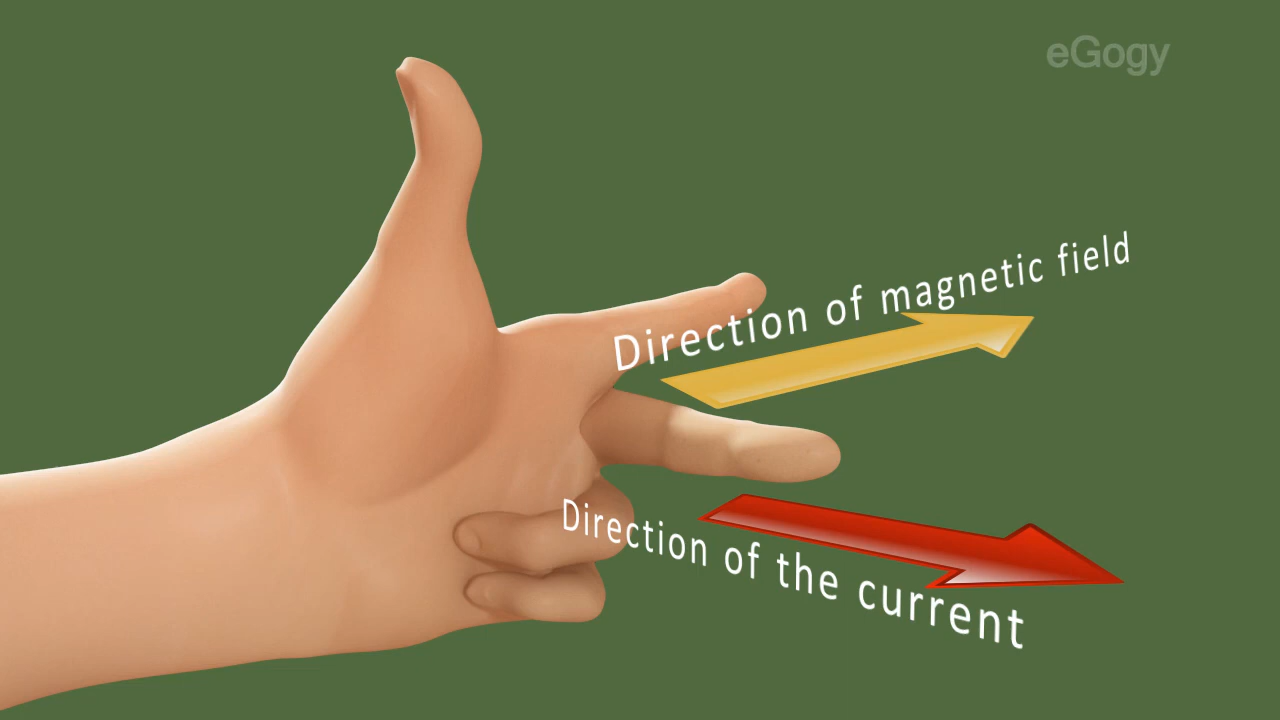 eGogy
Direction of magnetic field
Direction of the current